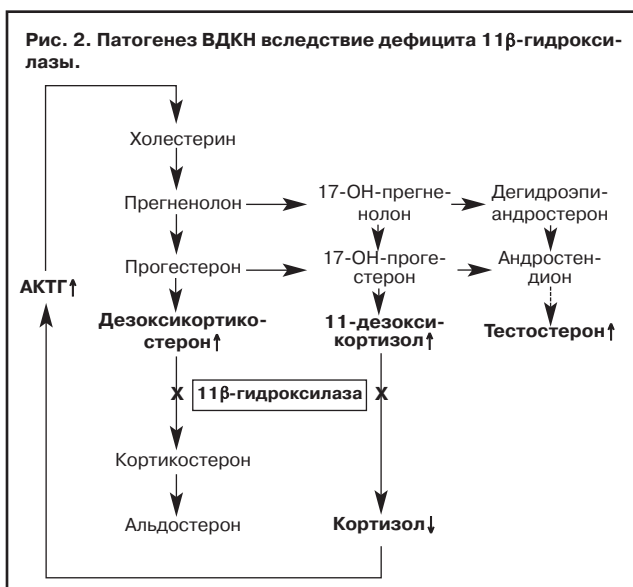 Рис. 2. Патогенез ВДКН вследствие дефицита 11β-гидрокси-
лазы.
Холестерин
Прегненолон
17-ОН-прегне-
нолон
Дегидроэпи-
андростерон
Прогестерон
17-ОН-проге-
стерон
Андростен-
дион
АКТГ↑
Дезоксикортико-
стерон↑
11-дезокси-
кортизол↑
Тестостерон↑
X 11β-гидроксилаза X
Кортикостерон
Альдостерон
Кортизол↓